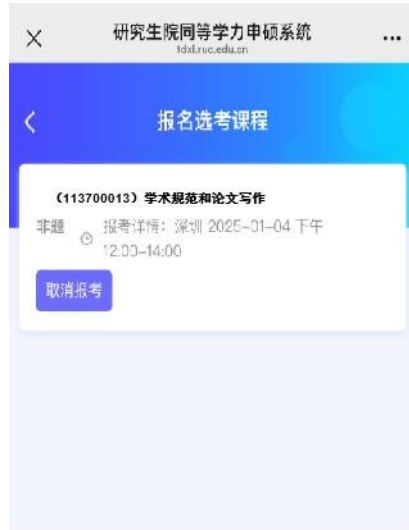 研究生院同等学力申硕系统
tdxl.ruc.edu.cn
报名选考课程
（113700013）学术规范和论文写作
非题
报考详情：深圳 2025-01-04 下午
12:00-14:00
取消报考